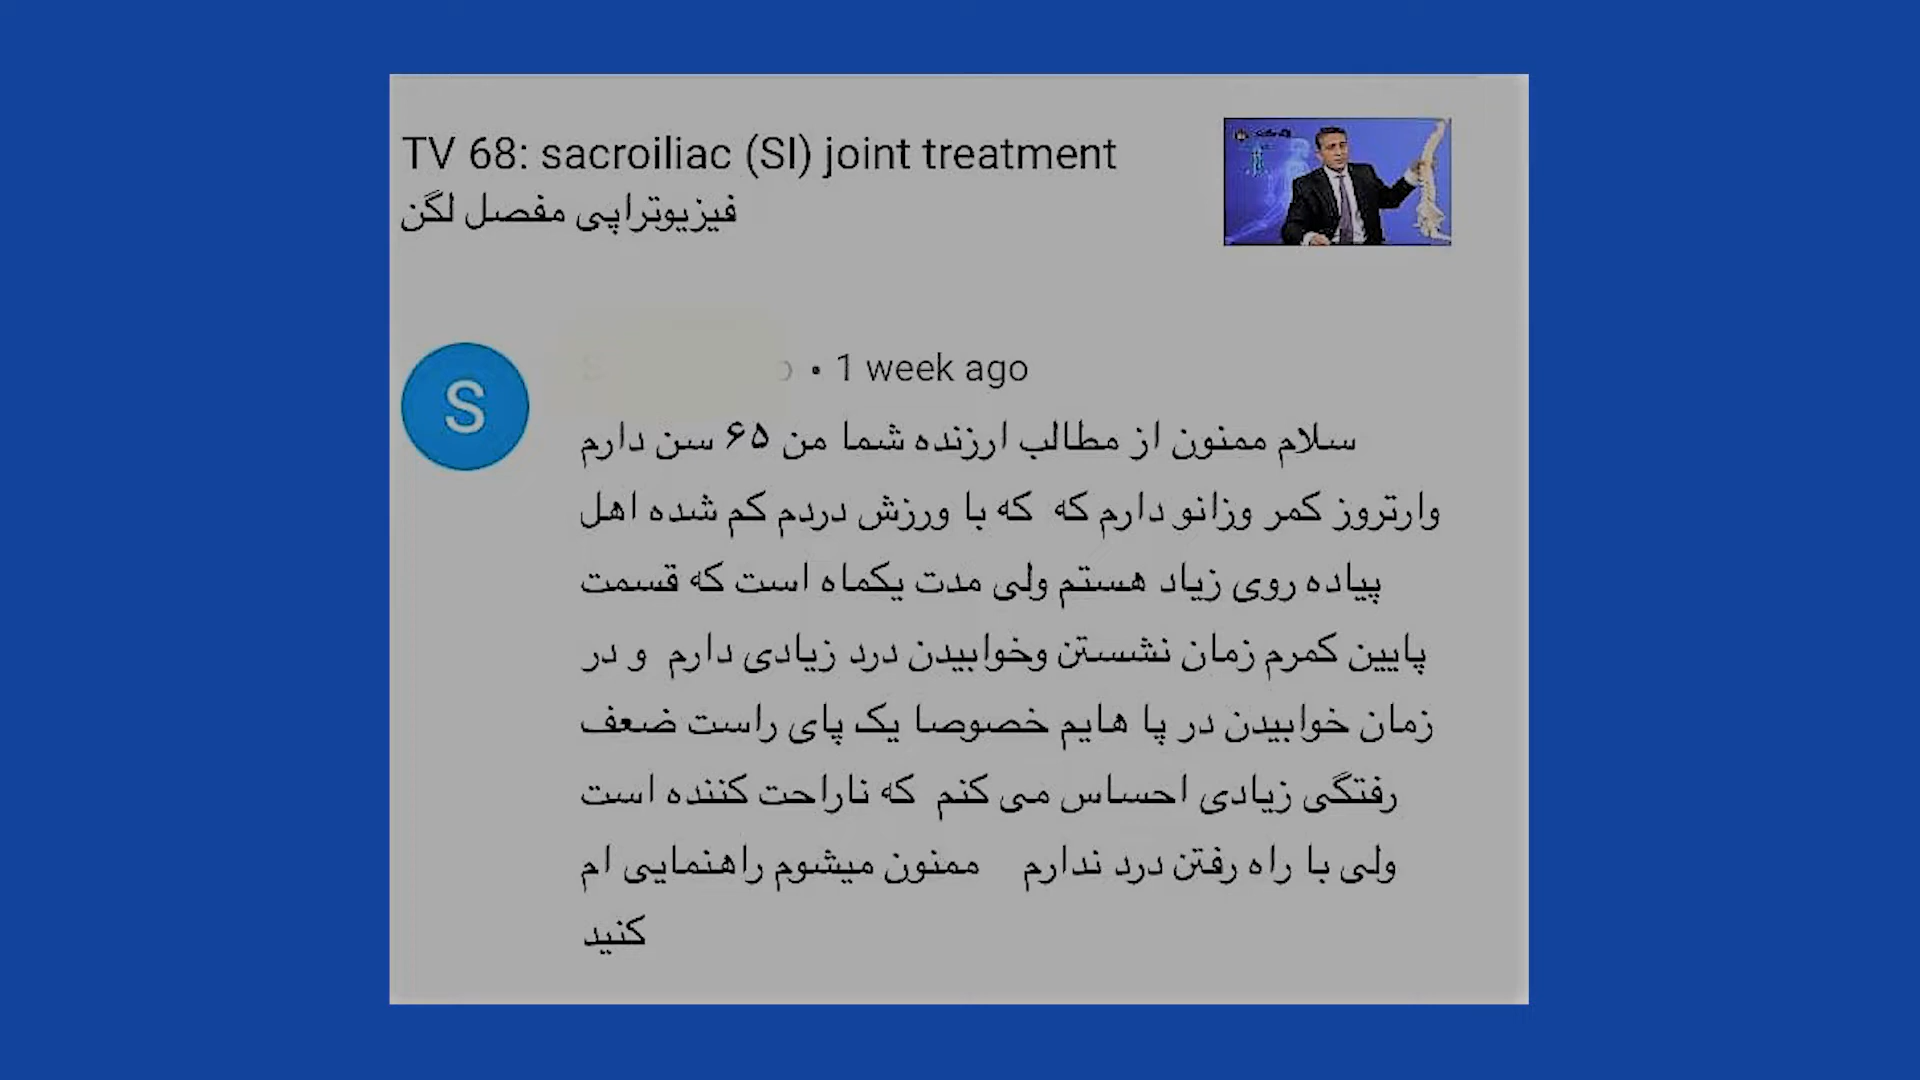 TV 68: sacroiliac (SI) joint treatment
فیزیوتراپی مفصل لگن
• 1 week ago
S
سلام ممنون از مطالب ارزنده شما من ۶۵ سن دارم
وارتروز کمر وزانو دارم که که با ورزش دردم کم شده اهل
پیاده روی زیاد هستم ولی مدت یکماه است که قسمت
پایین کمرم زمان نشستن وخوابیدن درد زیادی دارم و در
زمان خوابیدن در پا هایم خصوصا یک پای راست ضعف
رفتگی زیادی احساس می کنم که ناراحت کننده است
ولی با راه رفتن درد ندارم ممنون میشوم راهنمایی ام
کنید